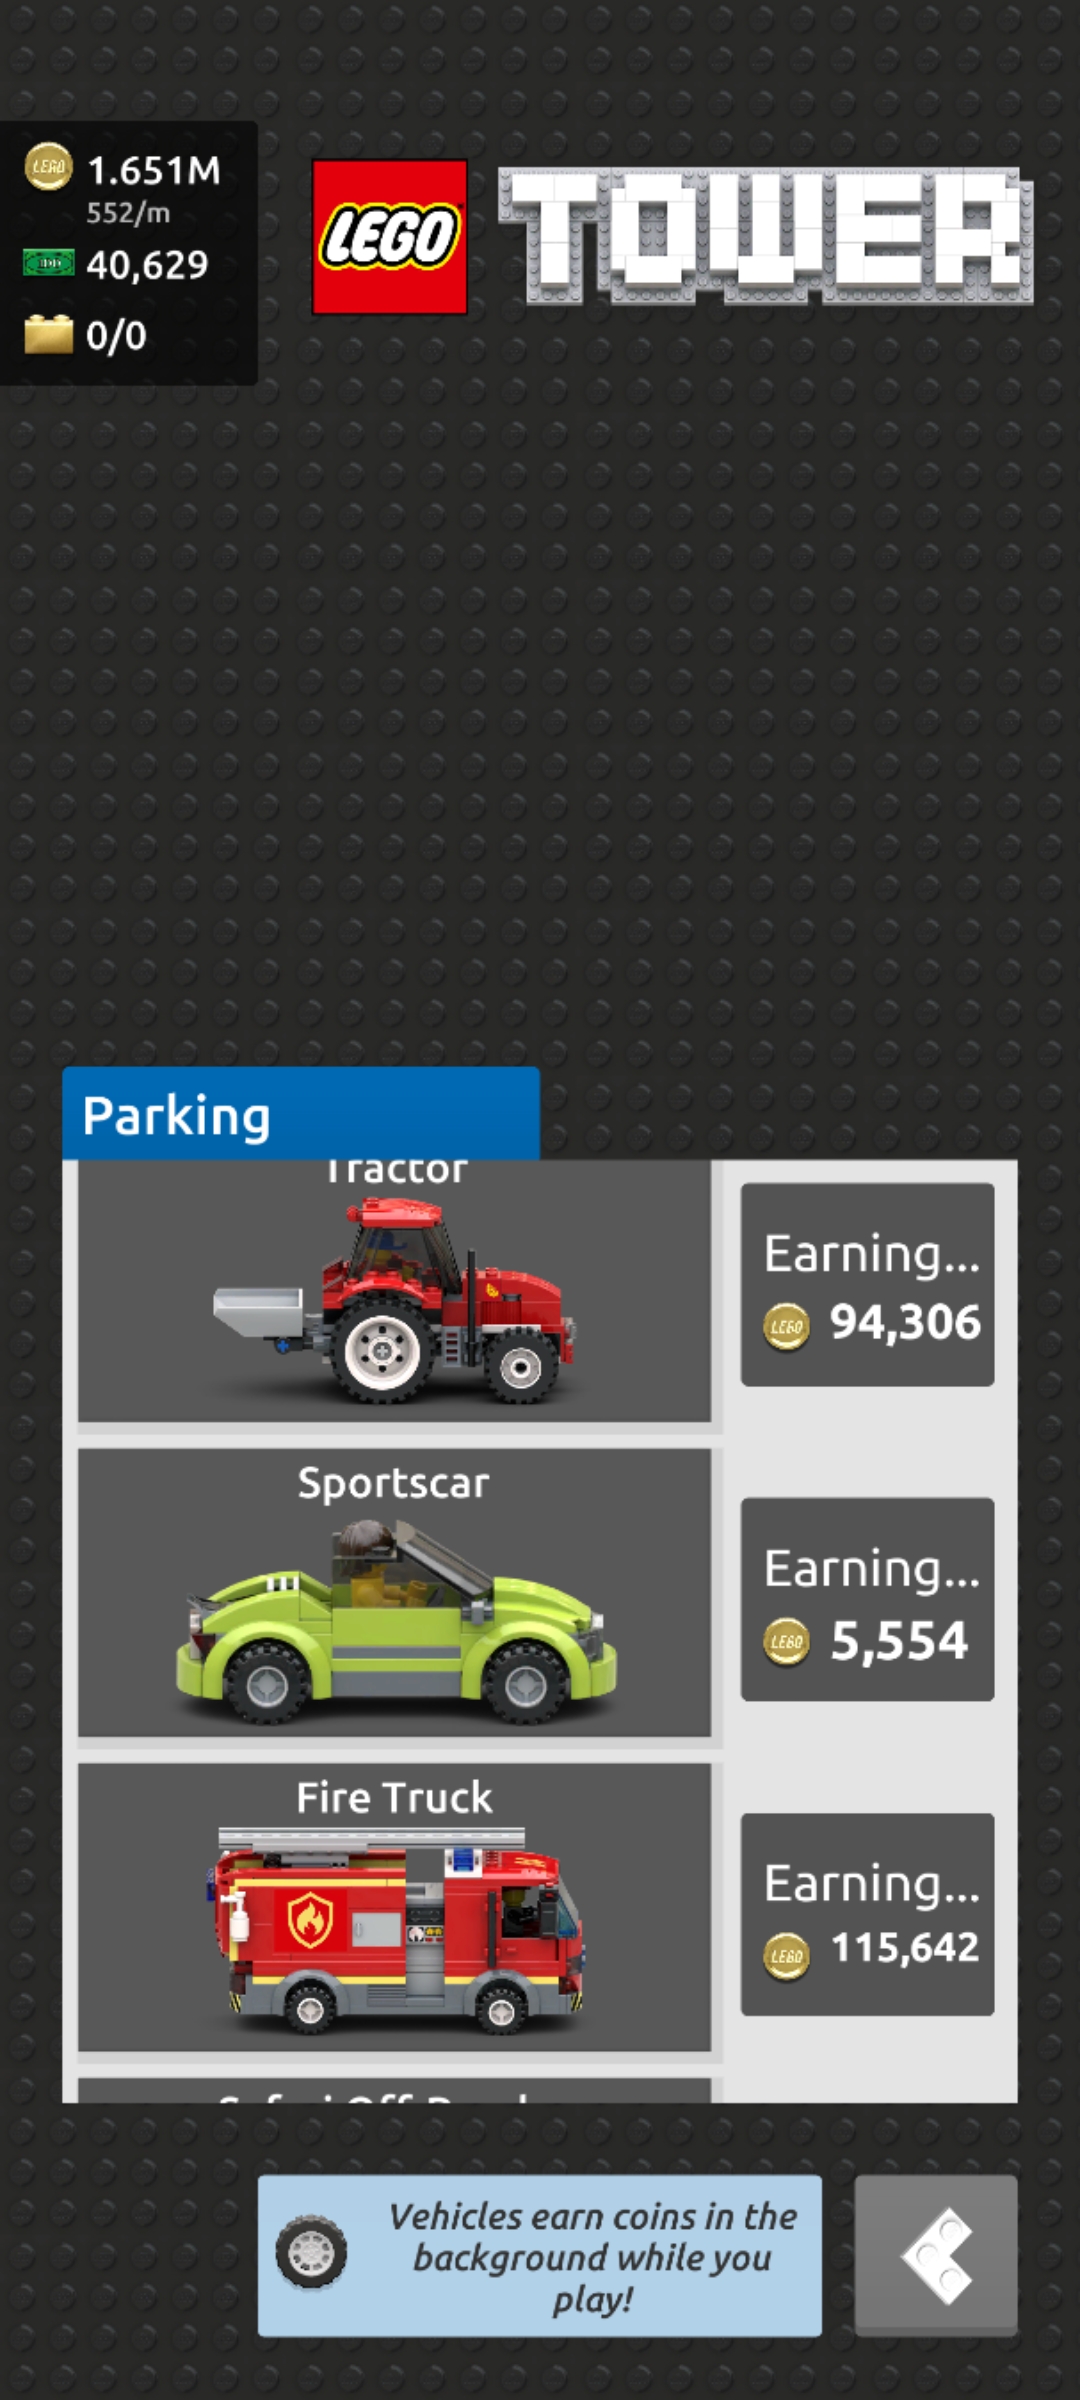 1.651M
552/m
40,629
0/0
LEGO
TOWER
Parking
Tractor
Earning...
94,306
Sportscar
Earning...
5,554
Fire Truck
Earning...
115,642
Vehicles earn coins in the
background while you
play!